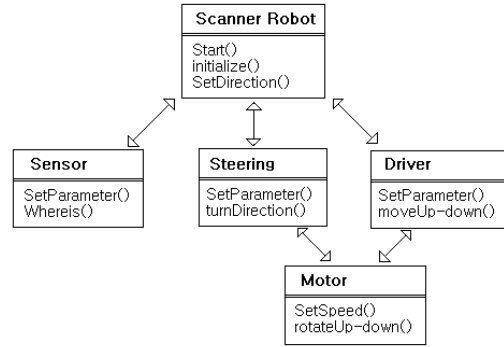 Scanner Robot
Start()
initialize()
SetDirection()
Sensor
SetParameter()
Whereis()
Steering
SetParameter()
turnDirection()
Driver
SetParameter()
moveUp-down()
Motor
SetSpeed()
rotateUp-down()